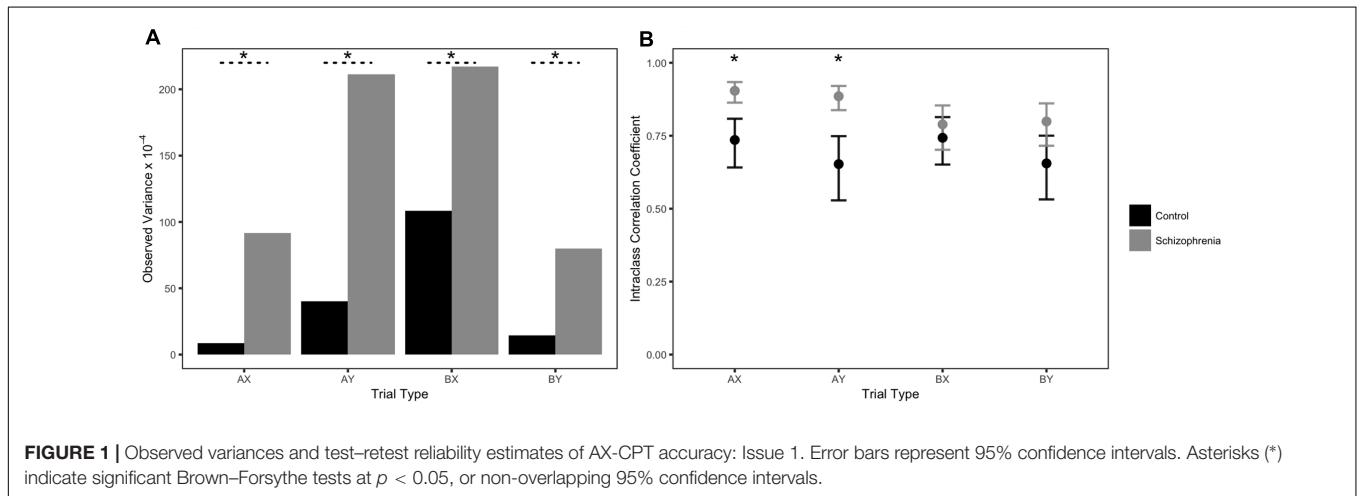 A
B
*
*
*
*
*
*
Observed Variance x 10⁻⁴
200
150
100
50
0
AX
AY
BX
BY
Trial Type
Intraclass Correlation Coefficient
1.00
0.75
0.50
0.25
0.00
AX
AY
BX
BY
Trial Type
Control
Schizophrenia
FIGURE 1 | Observed variances and test–retest reliability estimates of AX-CPT accuracy: Issue 1. Error bars represent 95% confidence intervals. Asterisks (*)
indicate significant Brown–Forsythe tests at p < 0.05, or non-overlapping 95% confidence intervals.